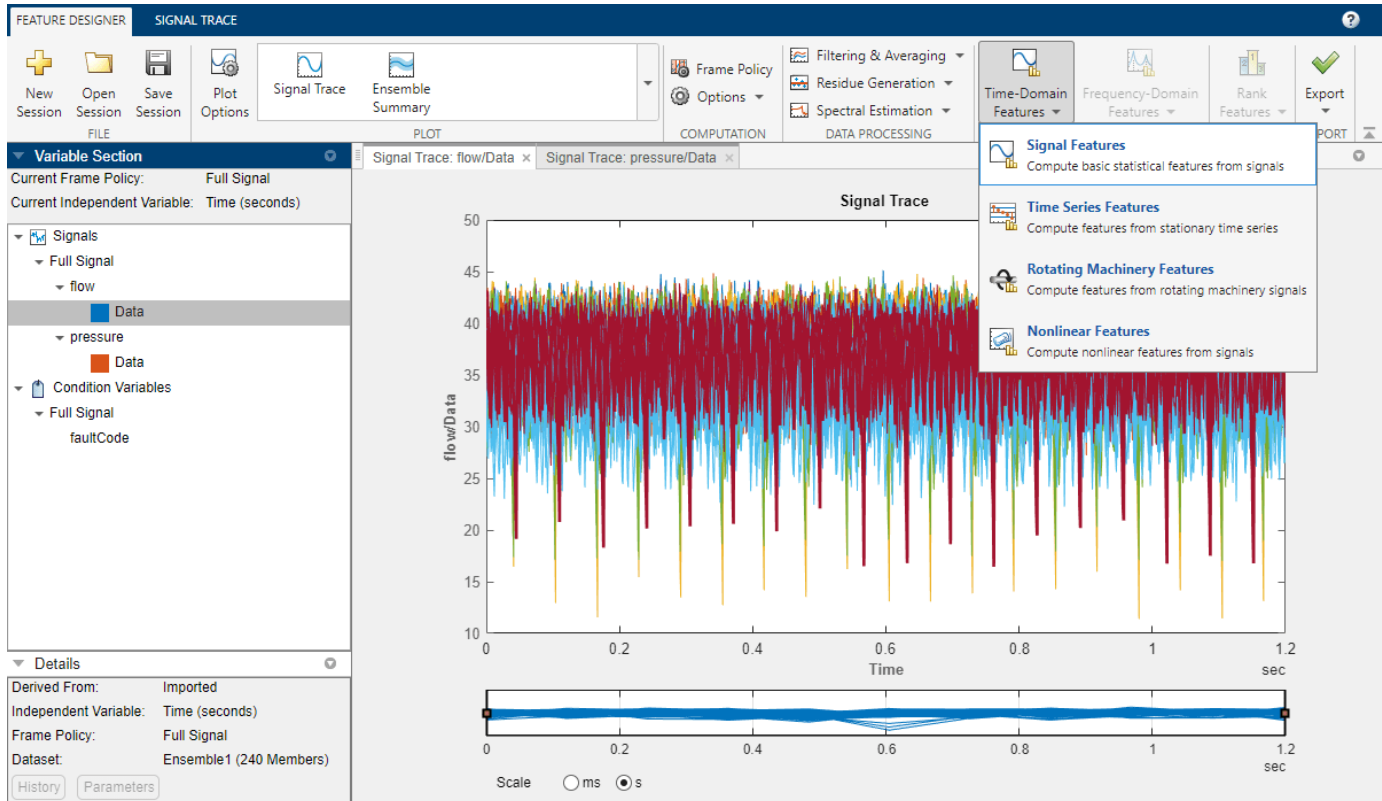 FEATURE DESIGNER
SIGNAL TRACE
?
New
Session
Open
Session
Save
Session
FILE
Plot
Options
Signal Trace
Ensemble
Summary
PLOT
Frame Policy
Options
COMPUTATION
Filtering & Averaging
Residue Generation
Spectral Estimation
DATA PROCESSING
Time-Domain
Features
Frequency-Domain
Features
Rank
Features
Export
PORT
Signal Features
Compute basic statistical features from signals
Time Series Features
Compute features from stationary time series
Rotating Machinery Features
Compute features from rotating machinery signals
Nonlinear Features
Compute nonlinear features from signals
Variable Section
Current Frame Policy: Full Signal
Current Independent Variable: Time (seconds)
Signals
Full Signal
flow
Data
pressure
Data
Condition Variables
Full Signal
faultCode
Details
Derived From: Imported
Independent Variable: Time (seconds)
Frame Policy: Full Signal
Dataset: Ensemble1 (240 Members)
History Parameters
Signal Trace: flow/Data × Signal Trace: pressure/Data ×
Signal Trace
50
45
40
35
30
25
20
15
10
flow/Data
0 0.2 0.4 0.6 0.8 1 1.2
Time
sec
0 0.2 0.4 0.6 0.8 1 1.2
sec
Scale ms s